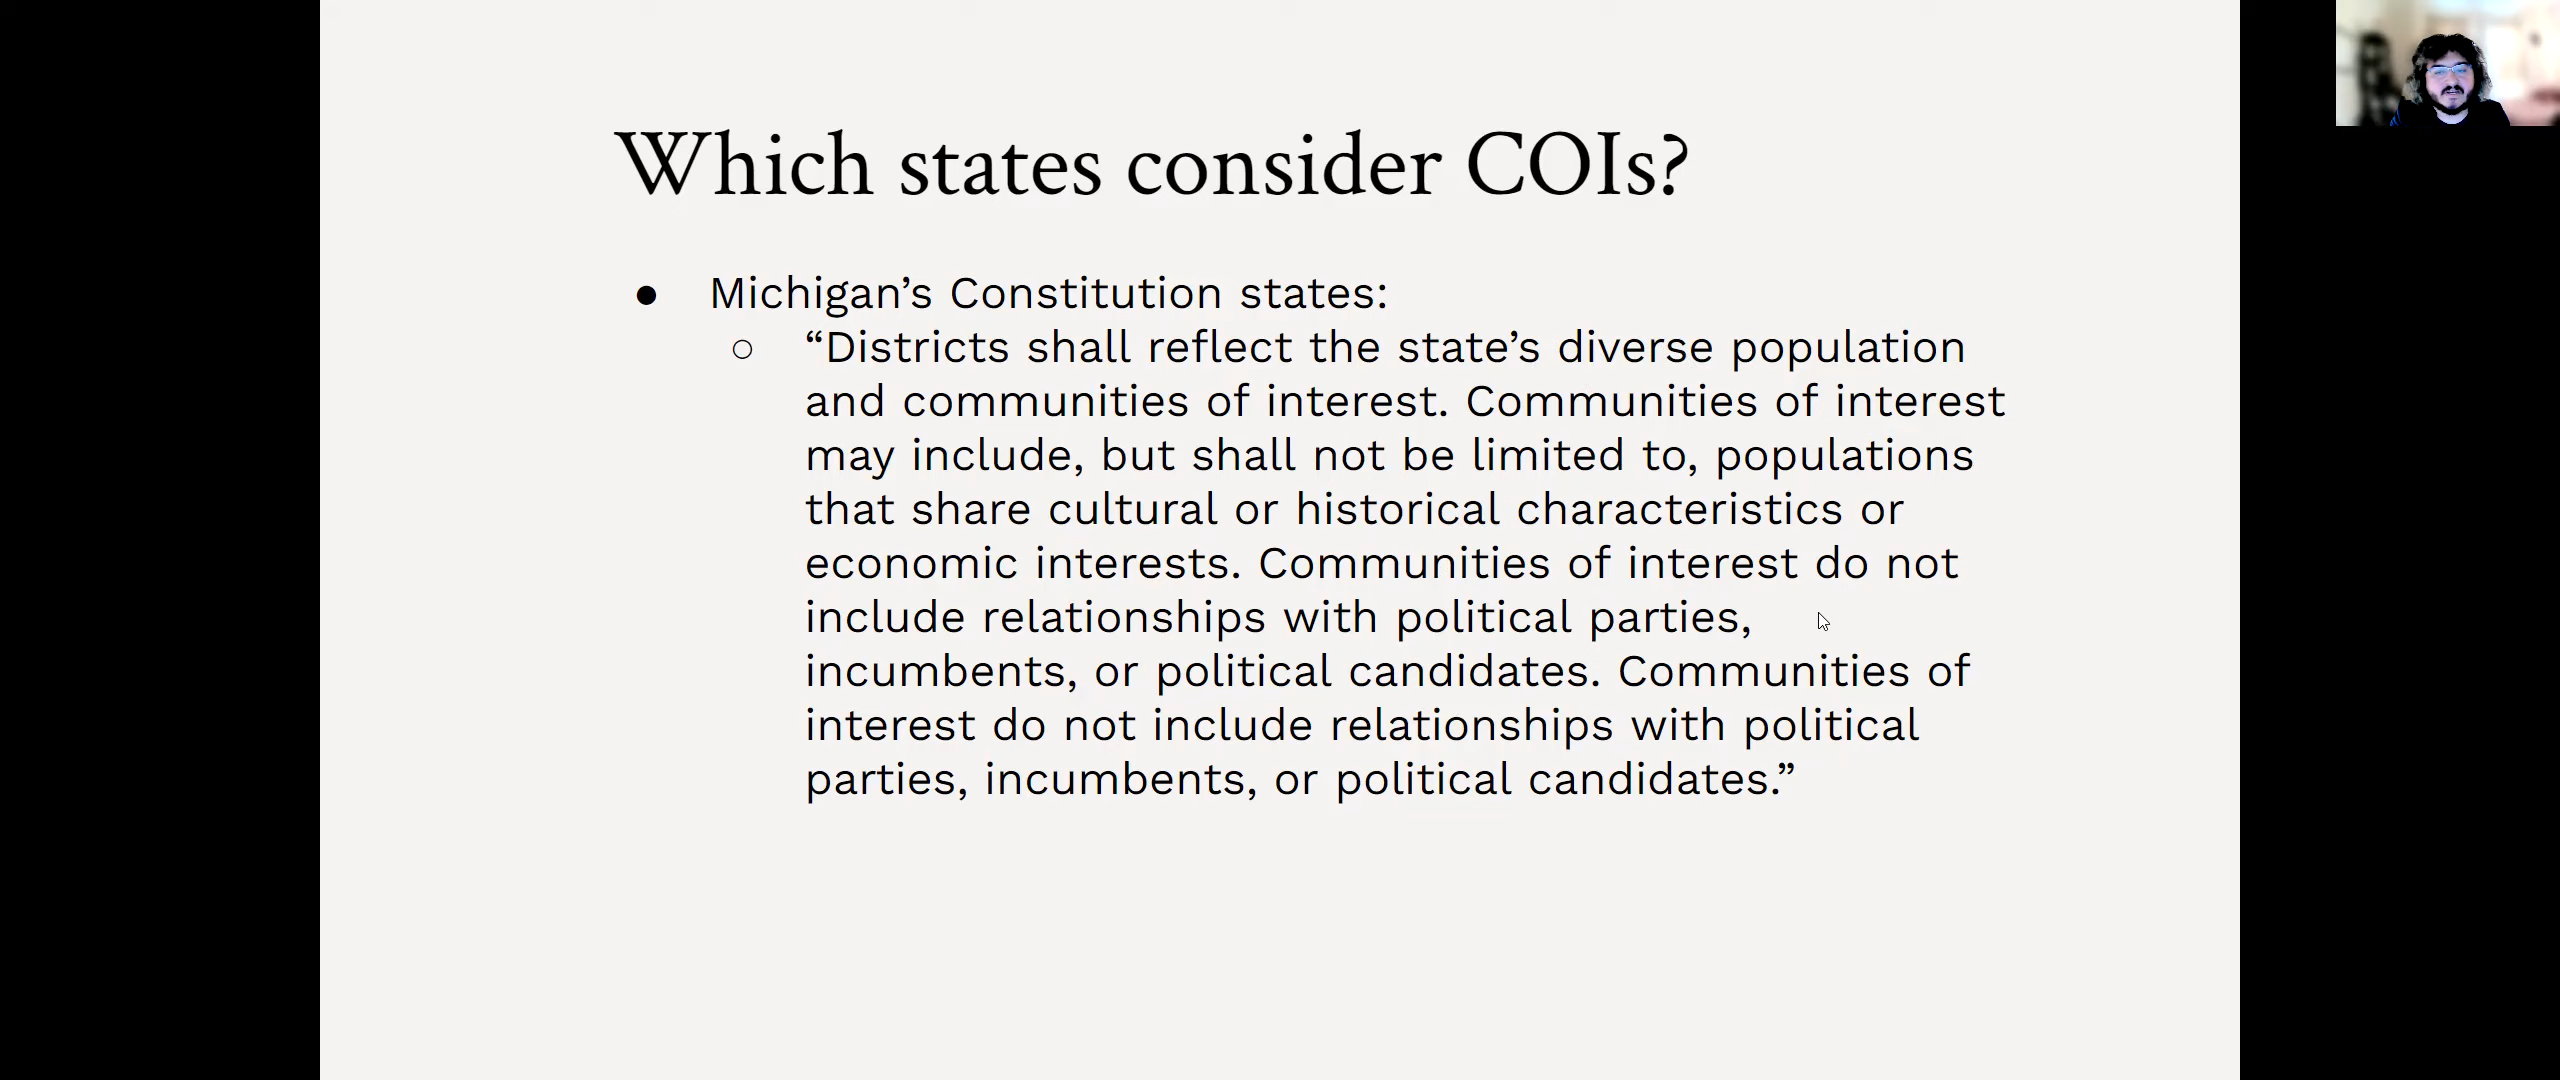 Which states consider COIs?
● Michigan’s Constitution states:
○ “Districts shall reflect the state’s diverse population
and communities of interest. Communities of interest
may include, but shall not be limited to, populations
that share cultural or historical characteristics or
economic interests. Communities of interest do not
include relationships with political parties,
incumbents, or political candidates. Communities of
interest do not include relationships with political
parties, incumbents, or political candidates.”